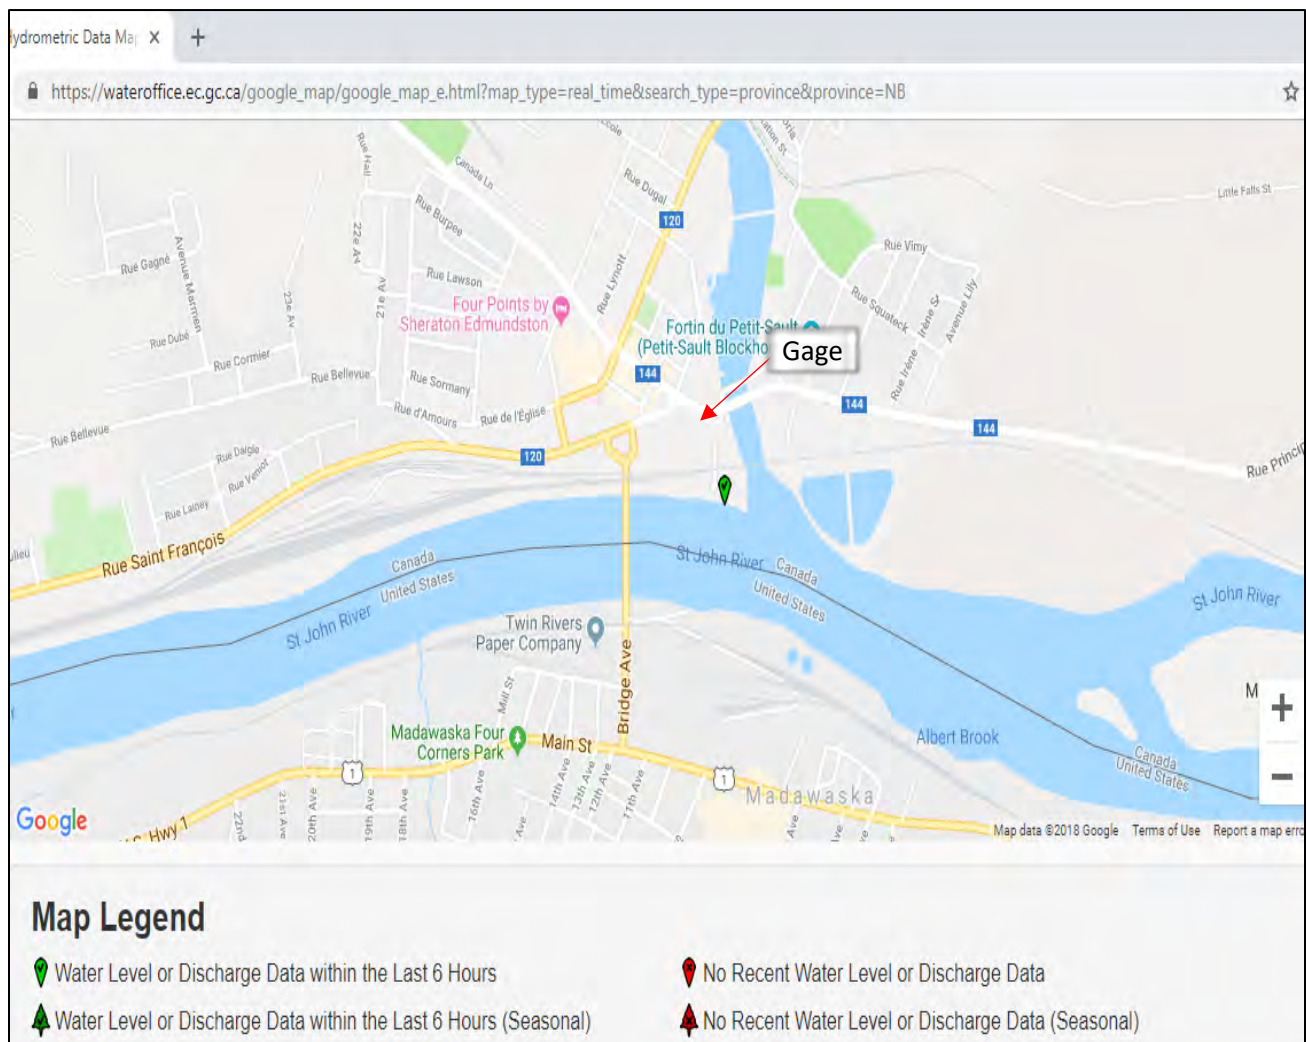 ydrometric Data Ma
https://wateroffice.ec.gc.ca/google_map/google_map_e.html?map_type=real_time&search_type=province&province=NB
Rue Hall
Canada Ln
Rue Dugal
Little Falls St
Rue Burpee
120
22e Av
Avenue Marmen
Rue Gagné
Rue Vimy
Rue Lawson
21e Av
23e Av
Rue Lynott
Four Points by
Sheraton Edmundston
Rue Squateck
Irène S
Avenue Lily
Fortin du Petit-Sault
(Petit-Sault Blockho
Gage
Rue Dubé
Rue Cormier
Rue Bellevue
Rue Sormany
144
Rue Irène
Rue d'Amours
Rue de l'Église
144
144
Rue Bellevue
Rue Daigle
120
Rue Veniot
Rue Princip
Rue Lainey
Rue Saint François
Canada
United States
St John River
Canada
United States
St John River
St John River
Twin Rivers
Paper Company
Bridge Ave
Mill St
Madawaska Four
Corners Park
Main St
Albert Brook
M
Canada
United States
1
1
Madawaska
16th Ave
14th Ave
13th Ave
12th Ave
11th Ave
21st Ave
20th Ave
19th Ave
18th Ave
22nd
Ave
Ave
Ave
Google
Hwy 1
Map data ©2018 Google Terms of Use Report a map erro
Map Legend
Water Level or Discharge Data within the Last 6 Hours
No Recent Water Level or Discharge Data
Water Level or Discharge Data within the Last 6 Hours (Seasonal)
No Recent Water Level or Discharge Data (Seasonal)